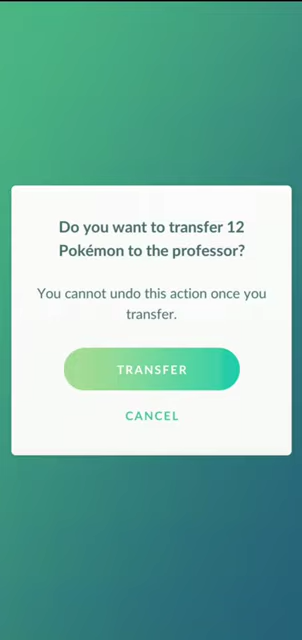 Do you want to transfer 12
Pokémon to the professor?
You cannot undo this action once you
transfer.
TRANSFER
CANCEL